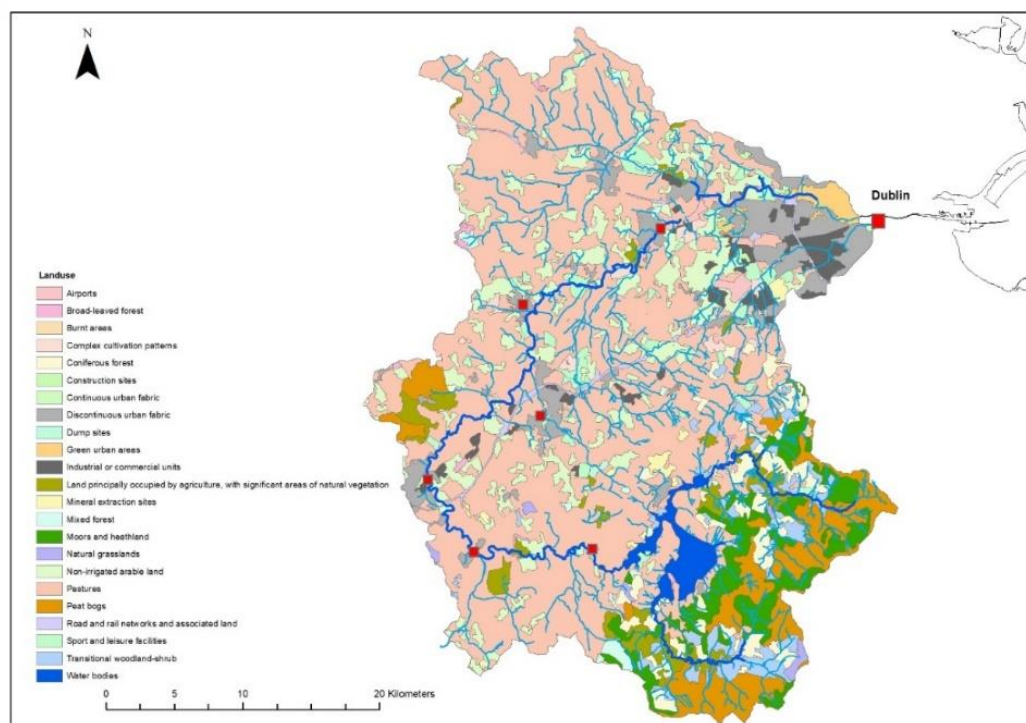 N
Dublin
Landuse
Airports
Broad-leaved forest
Burnt areas
Complex cultivation patterns
Coniferous forest
Construction sites
Continuous urban fabric
Discontinuous urban fabric
Dump sites
Green urban areas
Industrial or commercial units
Land principally occupied by agriculture, with significant areas of natural vegetation
Mineral extraction sites
Mixed forest
Moors and heathland
Natural grasslands
Non-irrigated arable land
Pastures
Peat bogs
Road and rail networks and associated land
Sport and leisure facilities
Transitional woodland-shrub
Water bodies
0 5 10 20 Kilometers